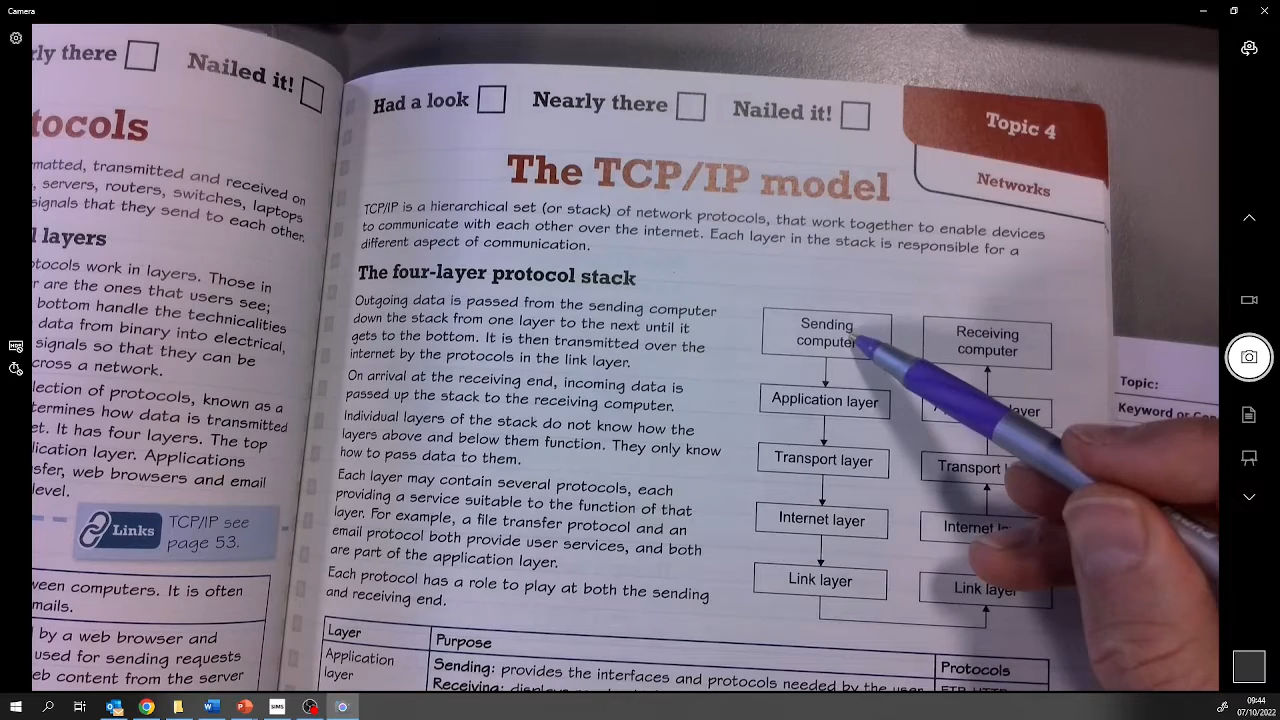 Camera
rly there
Nailed it!
tocols
matted, transmitted and received on
, servers, routers, switches, laptops
signals that they send to each other.
l layers
otocols work in layers. Those in
r are the ones that users see;
bottom handle the technicalities
data from binary into electrical,
signals so that they can be
cross a network.
lection of protocols, known as a
termines how data is transmitted
et. It has four layers. The top
lication layer. Applications
sfer, web browsers and email
level.
Links
TCP/IP see
page 53.
ween computers. It is often
mails.
by a web browser and
used for sending requests
eb content from the server
Had a look
Nearly there
Nailed it!
Topic 4
Networks
The TCP/IP model
TCP/IP is a hierarchical set (or stack) of network protocols, that work together to enable devices
to communicate with each other over the internet. Each layer in the stack is responsible for a
different aspect of communication.
The four-layer protocol stack
Outgoing data is passed from the sending computer
down the stack from one layer to the next until it
gets to the bottom. It is then transmitted over the
internet by the protocols in the link layer.
On arrival at the receiving end, incoming data is
passed up the stack to the receiving computer.
Individual layers of the stack do not know how the
layers above and below them function. They only know
how to pass data to them.
Each layer may contain several protocols, each
providing a service suitable to the function of that
layer. For example, a file transfer protocol and an
email protocol both provide user services, and both
are part of the application layer.
Each protocol has a role to play at both the sending
and receiving end.
Sending
computer
Application layer
Transport layer
Internet layer
Link layer
Receiving
computer
layer
Transport
Internet
Link layer
Layer
Purpose
Protocols
Application
layer
Sending: provides the interfaces and protocols needed by the user
Receiving:
FTP, HTTP
Topic:
Keyword or
SIMS
09:44
07/10/2022